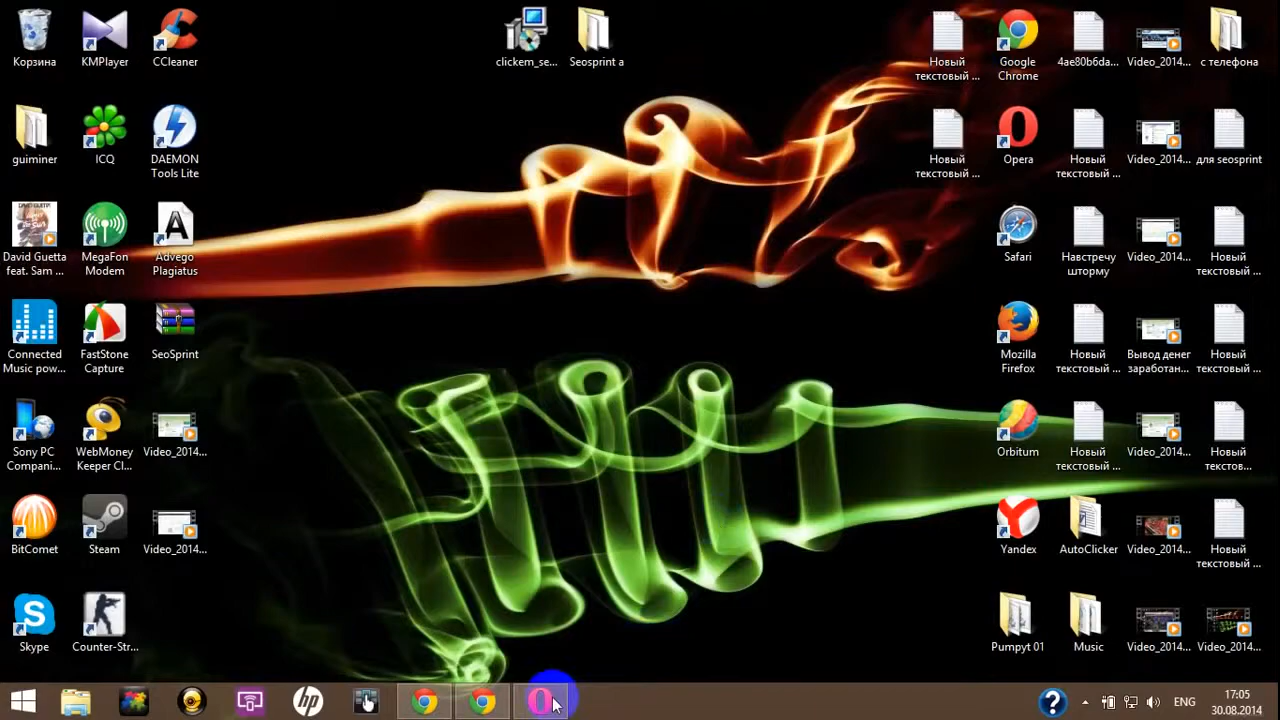 Корзина
KMPlayer
CCleaner
clickem_se...
Seosprint a
Новый
текстовый ...
Google
Chrome
4ae80b6da...
Video_2014...
с телефона
guiminer
ICQ
DAEMON
Tools Lite
Новый
текстовый ...
Opera
Новый
текстовый ...
Video_2014...
для seosprint
David Guetta
feat. Sam ...
MegaFon
Modem
Advego
Plagiatus
Safari
Навстречу
шторму
Video_2014...
Новый
текстовый ...
Connected
Music pow...
FastStone
Capture
SeoSprint
Mozilla
Firefox
Новый
текстовый ...
Вывод денег
заработан...
Новый
текстовый ...
Sony PC
Compani...
WebMoney
Keeper Cl...
Video_2014...
Orbitum
Новый
текстовый ...
Video_2014...
Новый
текстов...
BitComet
Steam
Video_2014...
Yandex
AutoClicker
Video_2014...
Новый
текстовый ...
Skype
Counter-Str...
Pumpyt 01
Music
Video_2014...
Video_2014...
hp
?
ENG
17:05
30.08.2014